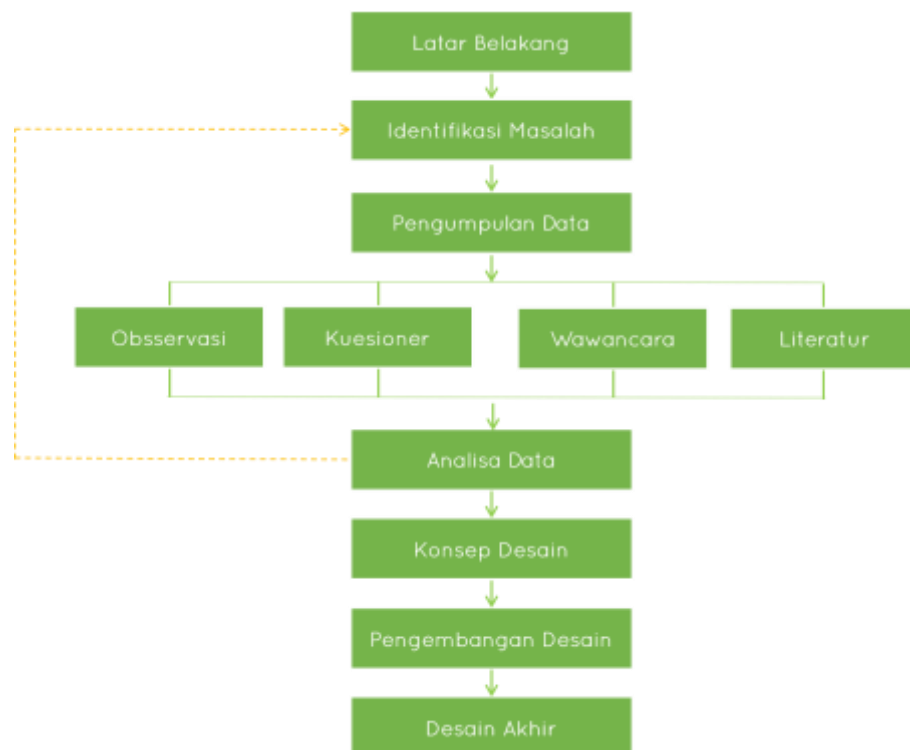 Latar Belakang
Identifikasi Masalah
Pengumpulan Data
Obsservasi
Kuesioner
Wawancara
Literatur
Analisa Data
Konsep Desain
Pengembangan Desain
Desain Akhir